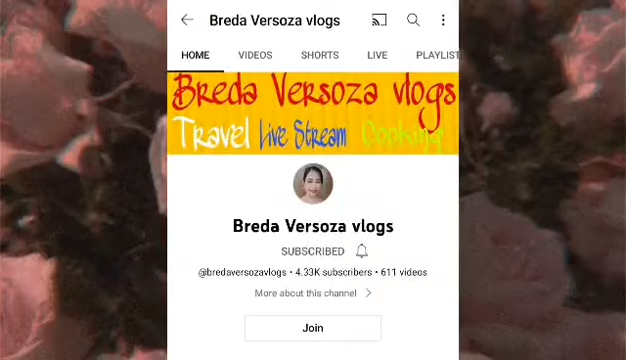 Breda Versoza vlogs
HOME VIDEOS SHORTS LIVE PLAYLIST
Breda Versoza vlogs
Travel Live Stream Cooking
Breda Versoza vlogs
SUBSCRIBED
@bredaversozavlogs • 4.33K subscribers • 611 videos
More about this channel
Join